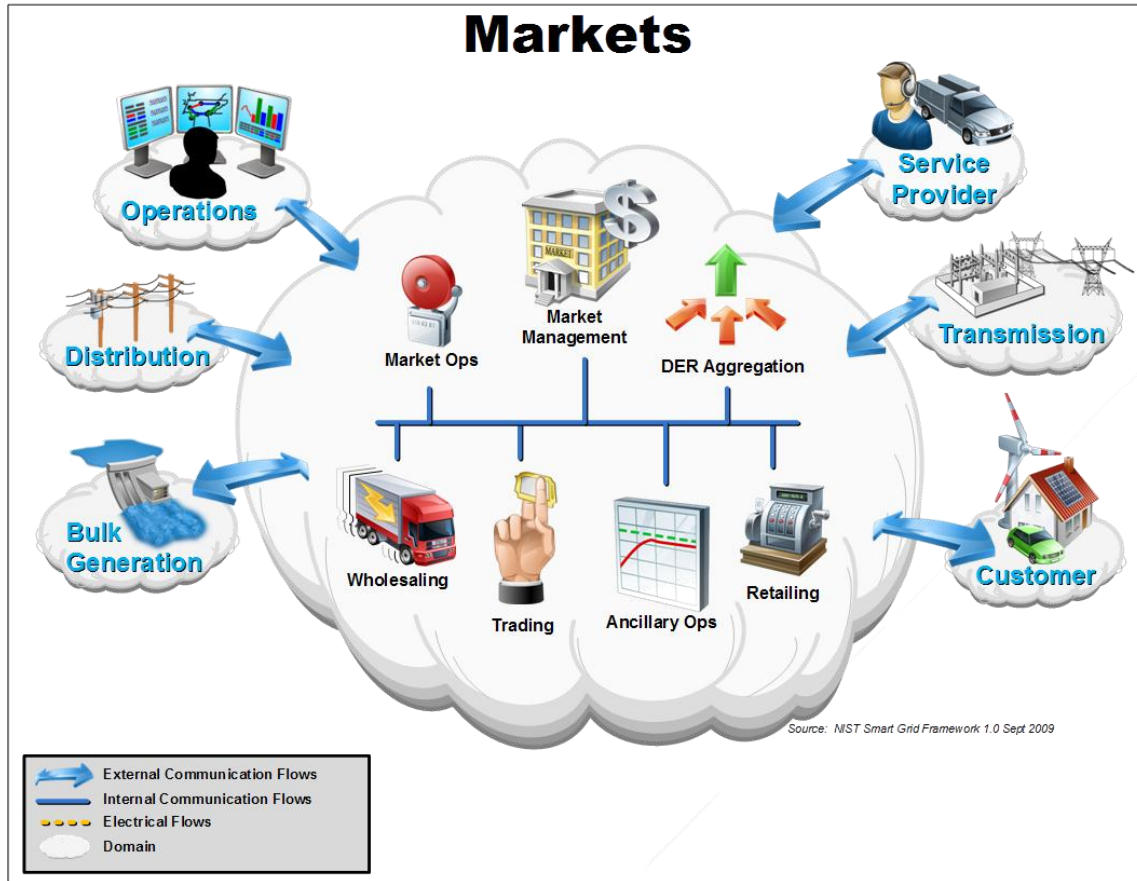 Markets
Operations
Service
Provider
MARKET
Market
Management
Market Ops
DER Aggregation
Distribution
Transmission
Bulk
Generation
Wholesaling
Trading
Ancillary Ops
Retailing
Customer
Source: NIST Smart Grid Framework 1.0 Sept 2009
External Communication Flows
Internal Communication Flows
Electrical Flows
Domain